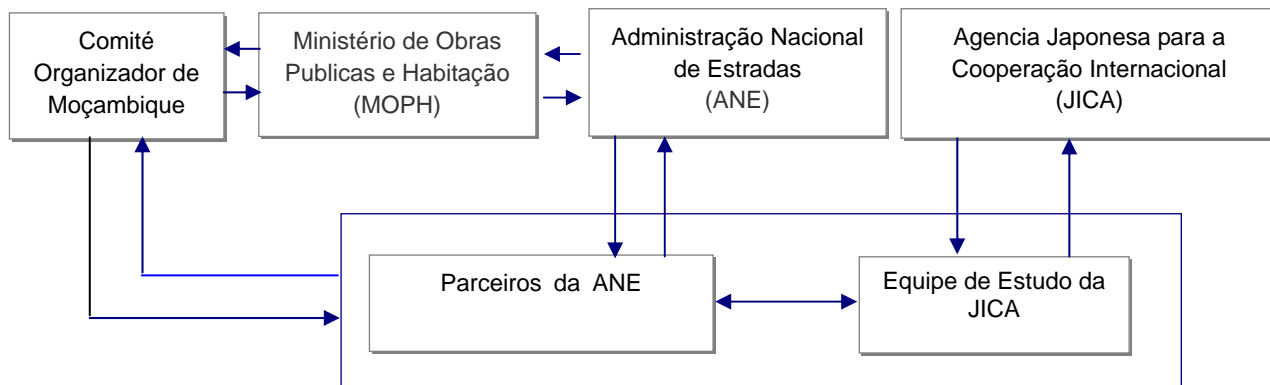 Comité
Organizador de
Moçambique
Ministério de Obras
Publicas e Habitação
(MOPH)
Administração Nacional
de Estradas
(ANE)
Agencia Japonesa para a
Cooperação Internacional
(JICA)
Parceiros da ANE
Equipe de Estudo da
JICA